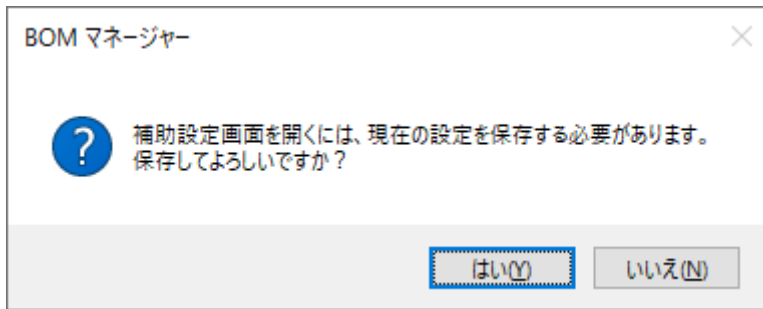 BOM マネージャー
補助設定画面を開くには、現在の設定を保存する必要があります。
保存してよろしいですか？
はい(Y)
いいえ(N)